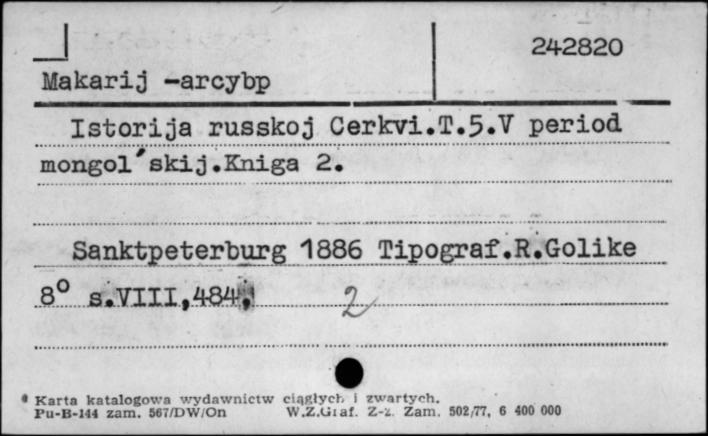 242820
Makarij -arcybp
Istorija russkoj Cerkvi.T.5.V period
mongol'skij.Kniga 2.
Sanktpeterburg 1886 Tipograf.R.Golike
8° s.VIII,484,
2
* Karta katalogowa wydawnictw ciągłych i zwartych.
Pu-B-144 zam. 567/DW/On W.Z.Graf. Z-z. Zam. 502/77, 6 400 000